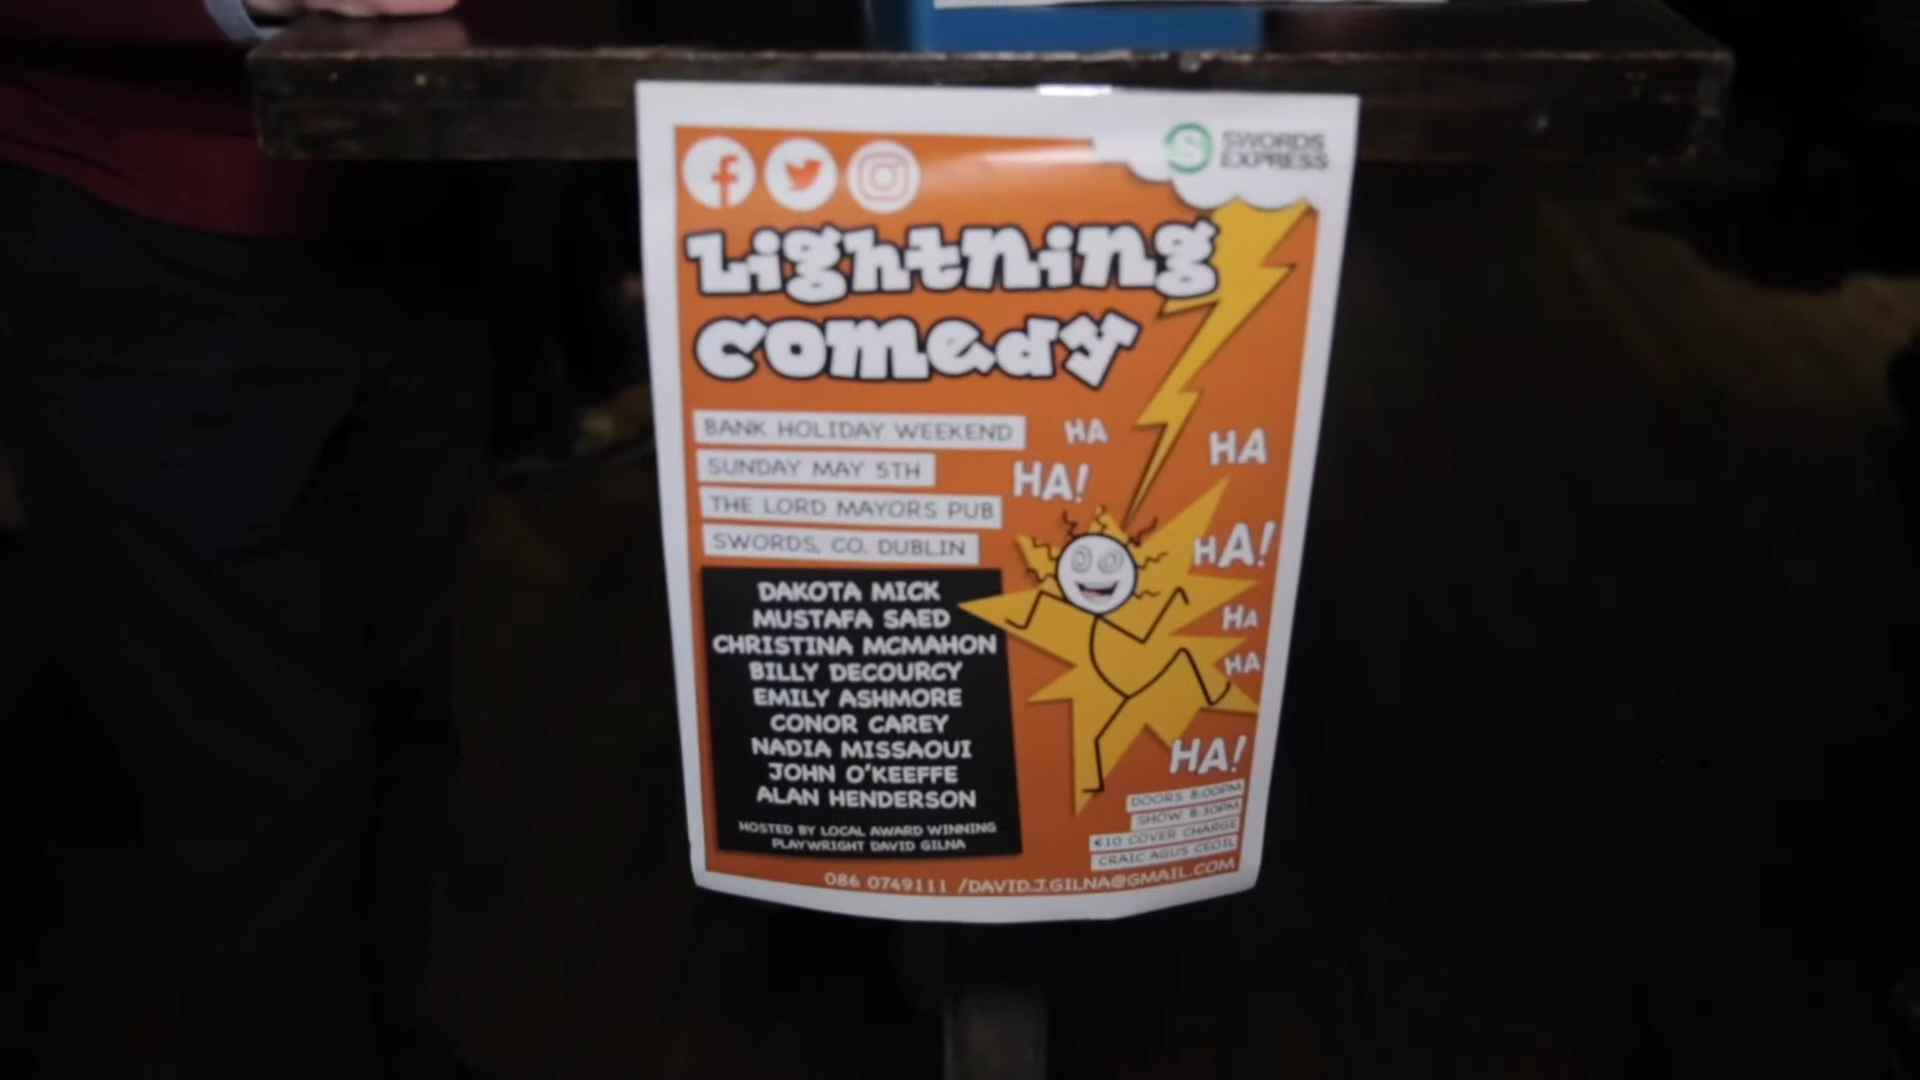 SWORDS
EXPRESS
Lightning
comedy
BANK HOLIDAY WEEKEND
SUNDAY MAY 5TH
THE LORD MAYORS PUB
SWORDS, CO. DUBLIN
HA
HA!
HA
HA!
HA
HA
HA!
DAKOTA MICK
MUSTAFA SAED
CHRISTINA MCMAHON
BILLY DECOURCY
EMILY ASHMORE
CONOR CAREY
NADIA MISSAOUI
JOHN O'KEEFFE
ALAN HENDERSON
HOSTED BY LOCAL AWARD WINNING
PLAYWRIGHT DAVID GILNA
DOORS 8:00PM
SHOW 8:30PM
€10 COVER CHARGE
CRAIC AGUS CEOIL
086 0749111 /DAVID.J.GILNA@GMAIL.COM